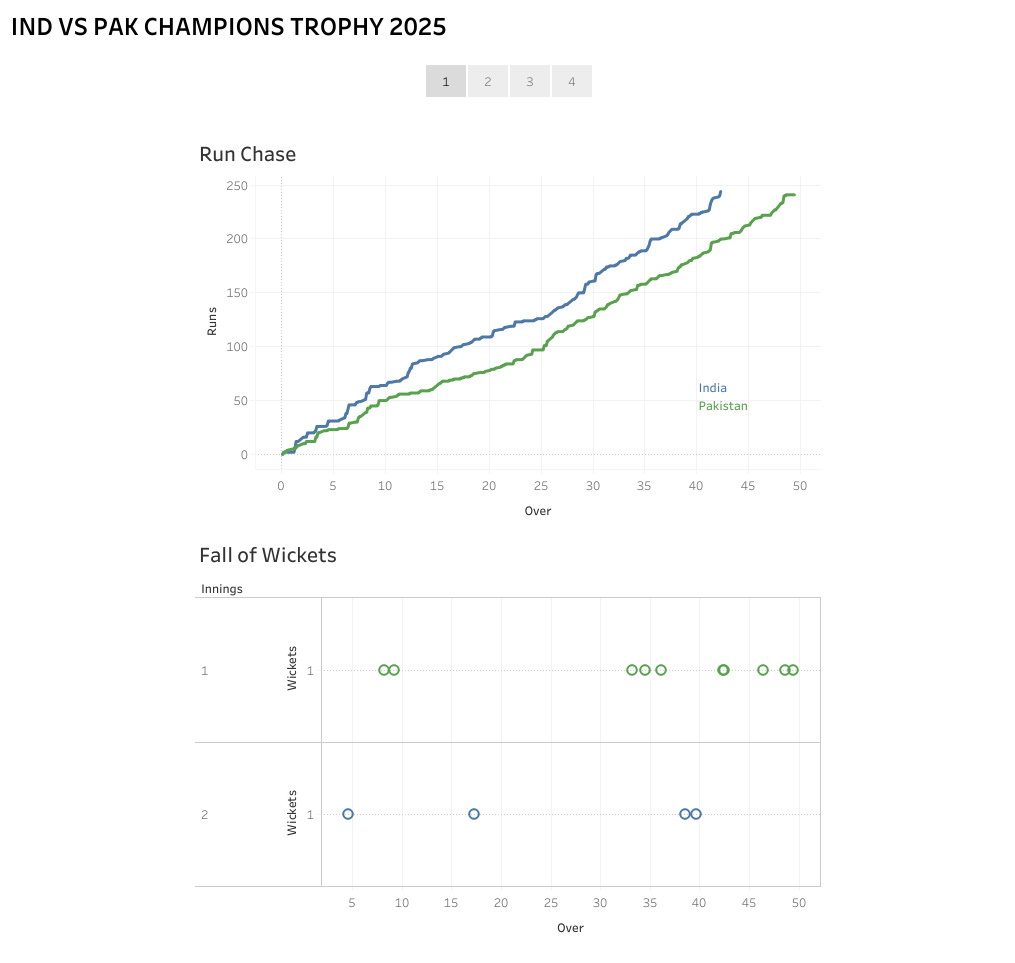 IND VS PAK CHAMPIONS TROPHY 2025
1 2 3 4
Run Chase
250
200
150
100
50
0
Runs
India
Pakistan
0 5 10 15 20 25 30 35 40 45 50
Over
Fall of Wickets
Innings
1 Wickets 1
2 Wickets 1
5 10 15 20 25 30 35 40 45 50
Over